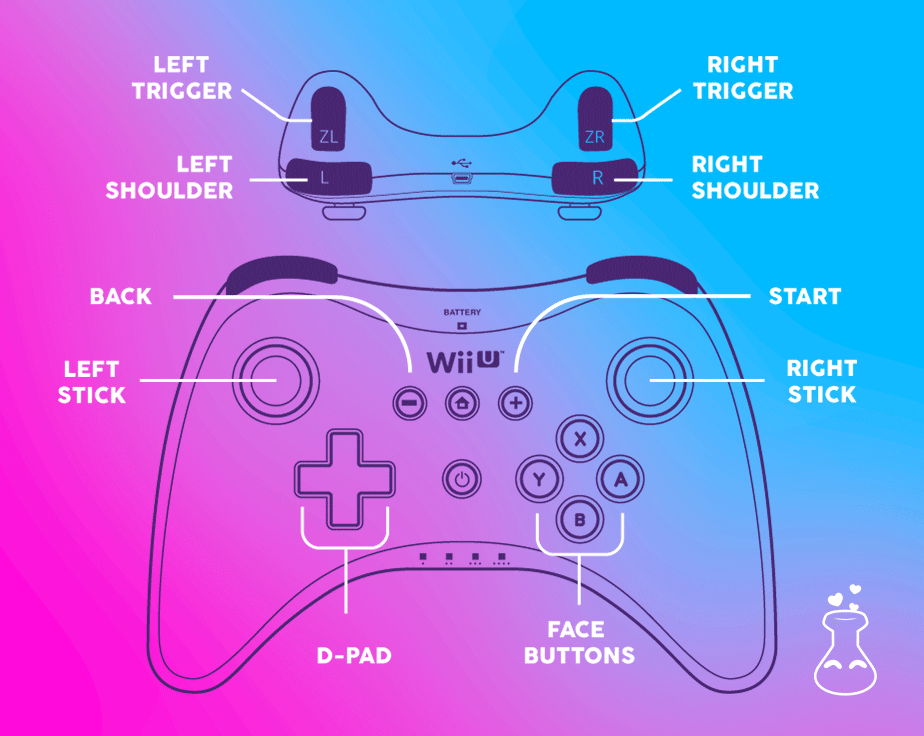 LEFT
TRIGGER
RIGHT
TRIGGER
ZL
ZR
LEFT
SHOULDER
L
R
RIGHT
SHOULDER
BACK
START
BATTERY
WiiU™
LEFT
STICK
RIGHT
STICK
X
Y
A
B
D-PAD
FACE
BUTTONS